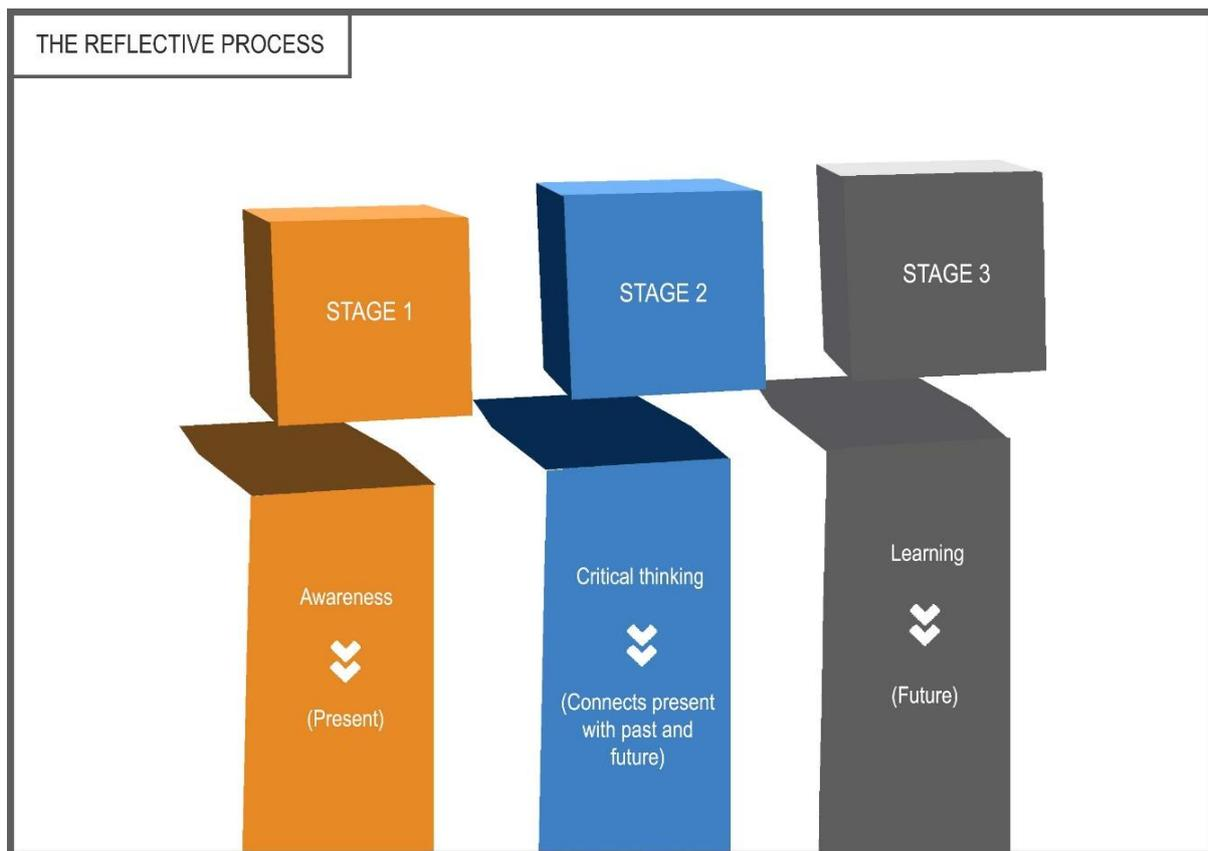 THE REFLECTIVE PROCESS
STAGE 1
STAGE 2
STAGE 3
Awareness
(Present)
Critical thinking
(Connects present
with past and
future)
Learning
(Future)